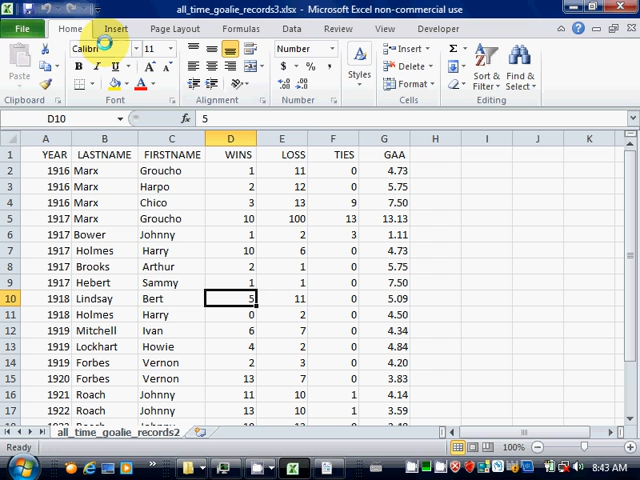 all_time_goalie_records3.xlsx - Microsoft Excel non-commercial use
File Home Insert Page Layout Formulas Data Review View Developer
Calibri 11 Number Insert Σ
Paste B I U $ % , Delete Sort & Filter Find & Select
A Format
Clipboard Font Alignment Number Cells Editing
D10 fx 5
A B C D E F G H I J K
1 YEAR LASTNAME FIRSTNAME WINS LOSS TIES GAA
2 1916 Marx Groucho 1 11 0 4.73
3 1916 Marx Harpo 2 12 0 5.75
4 1916 Marx Chico 3 13 9 7.50
5 1917 Marx Groucho 10 100 13 13.13
6 1917 Bower Johnny 1 2 3 1.11
7 1917 Holmes Harry 10 6 0 4.73
8 1917 Brooks Arthur 2 1 0 5.75
9 1917 Hebert Sammy 1 1 0 7.50
10 1918 Lindsay Bert 5 11 0 5.09
11 1918 Holmes Harry 0 2 0 4.50
12 1919 Mitchell Ivan 6 7 0 4.34
13 1919 Lockhart Howie 4 2 0 4.84
14 1919 Forbes Vernon 2 3 0 4.20
15 1920 Forbes Vernon 13 7 0 3.83
16 1921 Roach Johnny 11 10 1 4.14
17 1922 Roach Johnny 13 10 1 3.59
all_time_goalie_records2
Ready 100%
8:43 AM